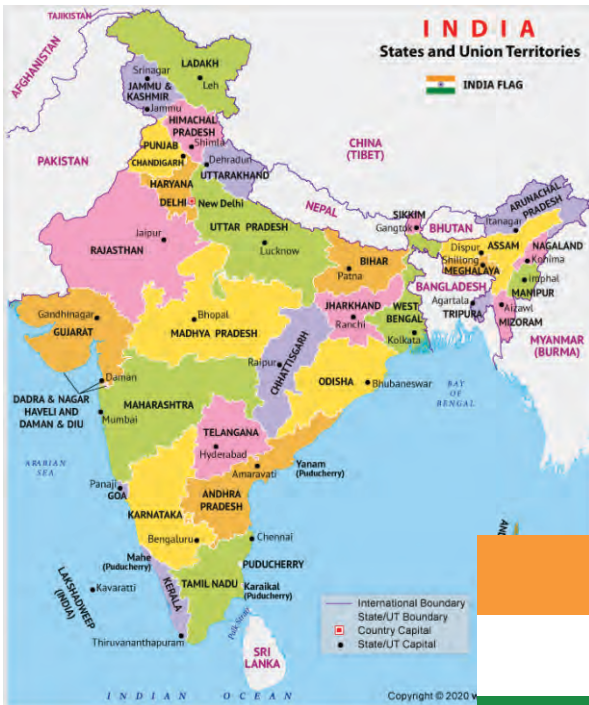 TAJIKISTAN
INDIA
States and Union Territories
INDIA FLAG
AFGHANISTAN
LADAKH
Srinagar
Leh
JAMMU &
KASHMIR
Jammu
HIMACHAL
PRADESH
Shimla
CHINA
(TIBET)
PAKISTAN
PUNJAB
CHANDIGARH
Dehradun
UTTARAKHAND
HARYANA
DELHI
New Delhi
NEPAL
ARUNACHAL
PRADESH
Itanagar
SIKKIM
Gangtok
BHUTAN
RAJASTHAN
Jaipur
UTTAR PRADESH
Lucknow
Dispur
ASSAM
NAGALAND
Kohima
Shillong
MEGHALAYA
BIHAR
Patna
BANGLADESH
Imphal
MANIPUR
Agartala
TRIPURA
Aizawl
MIZORAM
Gandhinagar
GUJARAT
Bhopal
MADHYA PRADESH
JHARKHAND
Ranchi
WEST
BENGAL
Kolkata
MYANMAR
(BURMA)
Raipur
CHHATTISGARH
ODISHA
Bhubaneswar
BAY
OF
BENGAL
Daman
DADRA & NAGAR
HAVELI AND
DAMAN & DIU
MAHARASHTRA
Mumbai
TELANGANA
Hyderabad
Yanam
(Puducherry)
Amaravati
ARABIAN
SEA
Panaji
GOA
ANDHRA
PRADESH
KARNATAKA
Bengaluru
Chennai
AND
Mahe
(Puducherry)
PUDUCHERRY
LAKSHADWEEP
(INDIA)
Kavaratti
KERALA
TAMIL NADU
Karaikal
(Puducherry)
Thiruvananthapuram
Palk Strait
SRI
LANKA
International Boundary
State/UT Boundary
Country Capital
State/UT Capital
INDIAN OCEAN
Copyright © 2020 w